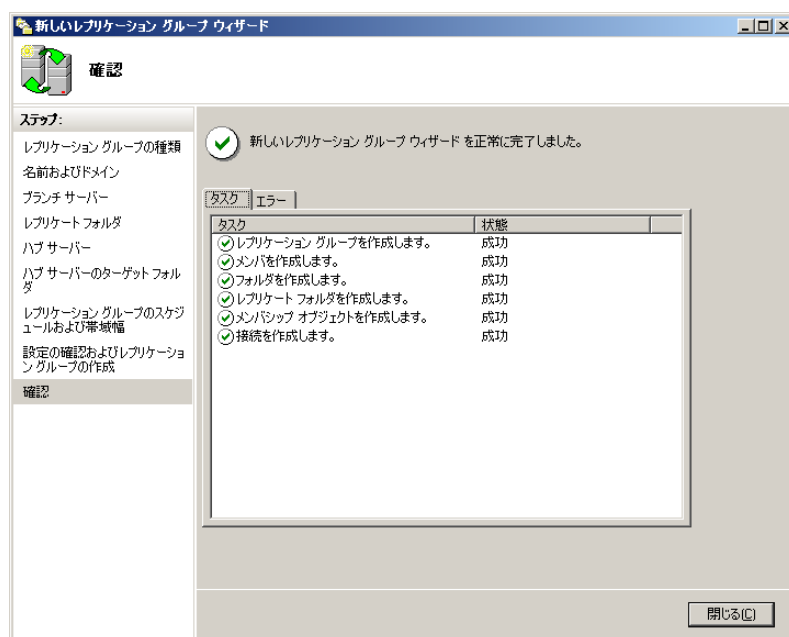 新しいレプリケーション グループ ウィザード
確認
ステップ:
レプリケーション グループの種類
名前およびドメイン
ブランチ サーバー
レプリケート フォルダ
ハブ サーバー
ハブ サーバーのターゲット フォル
ダ
レプリケーション グループのスケジ
ュールおよび帯域幅
設定の確認およびレプリケーショ
ン グループの作成
確認
新しいレプリケーション グループ ウィザード を正常に完了しました。
タスク エラー
タスク 状態
レプリケーション グループを作成します。 成功
メンバを作成します。 成功
フォルダを作成します。 成功
レプリケート フォルダを作成します。 成功
メンバシップ オブジェクトを作成します。 成功
接続を作成します。 成功
閉じる(C)